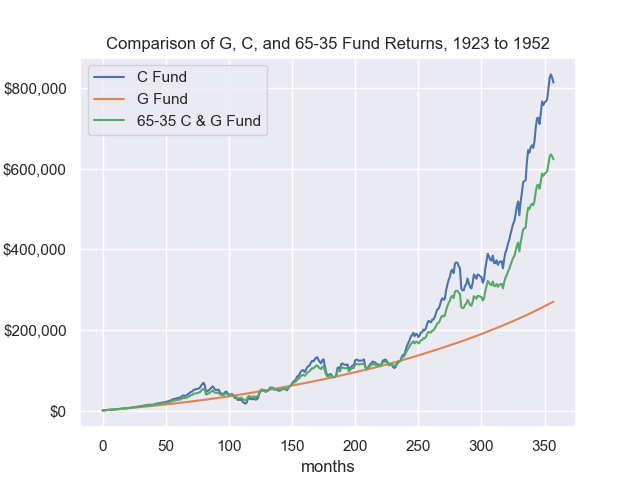 Comparison of G, C, and 65-35 Fund Returns, 1923 to 1952
C Fund
G Fund
65-35 C & G Fund
$800,000
$600,000
$400,000
$200,000
$0
0 50 100 150 200 250 300 350
months